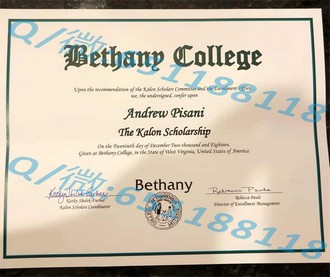 Bethany College
Upon the recommendation of the Kalon Scholars Committee and the Enrollment Office,
we, the undersigned, confer upon
Andrew Pisani
The Kalon Scholarship
On the Twentieth day of December Two thousand and Eighteen.
Given at Bethany College, in the State of West Virginia, United States of America
Bethany
Kalon Scholars Coordinator
Rebecca Pauls
Director of Enrollment Management
Q/微